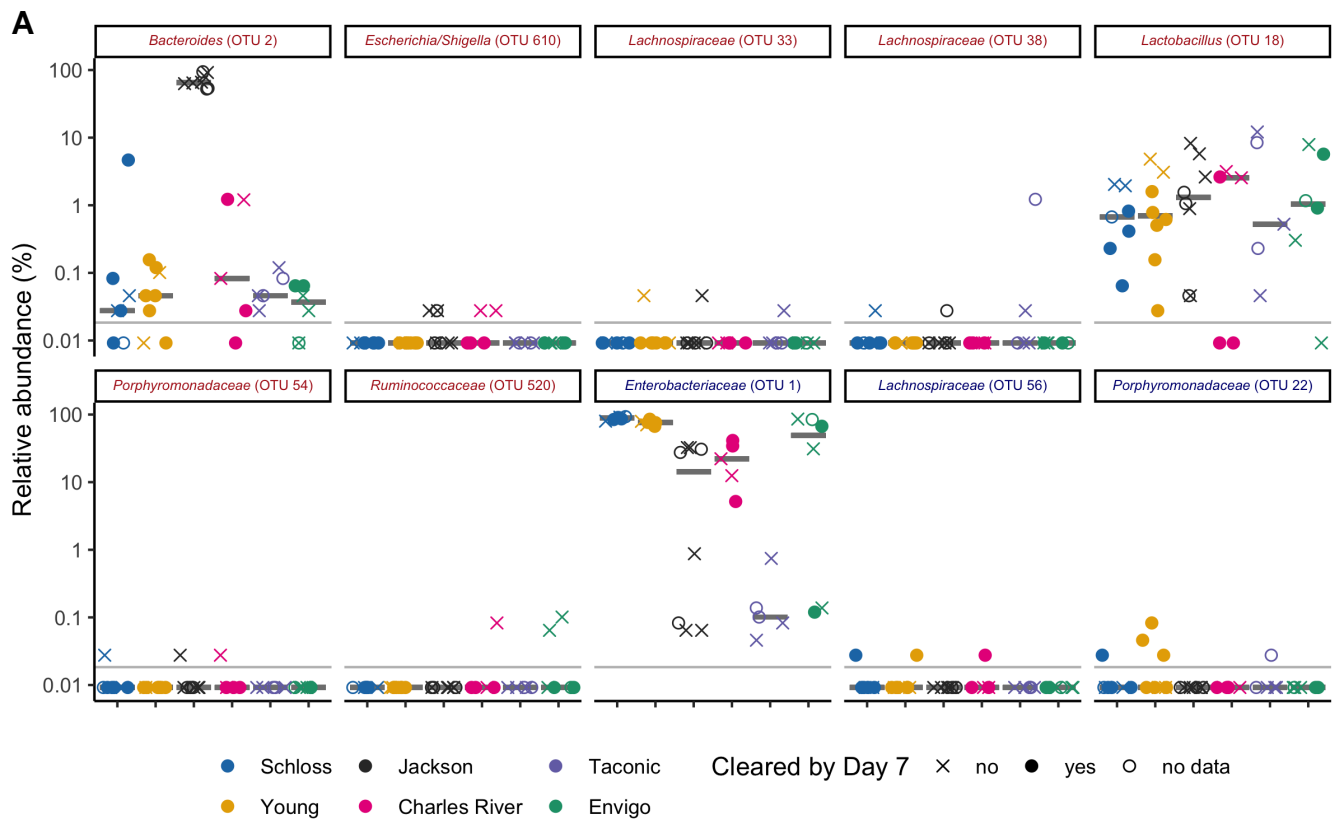 A
Bacteroides (OTU 2)
Escherichia/Shigella (OTU 610)
Lachnospiraceae (OTU 33)
Lachnospiraceae (OTU 38)
Lactobacillus (OTU 18)
100
10
1
0.1
0.01
Relative abundance (%)
Porphyromonadaceae (OTU 54)
Ruminococcaceae (OTU 520)
Enterobacteriaceae (OTU 1)
Lachnospiraceae (OTU 56)
Porphyromonadaceae (OTU 22)
100
10
1
0.1
0.01
Schloss Jackson Taconic Cleared by Day 7 no yes no data
Young Charles River Envigo